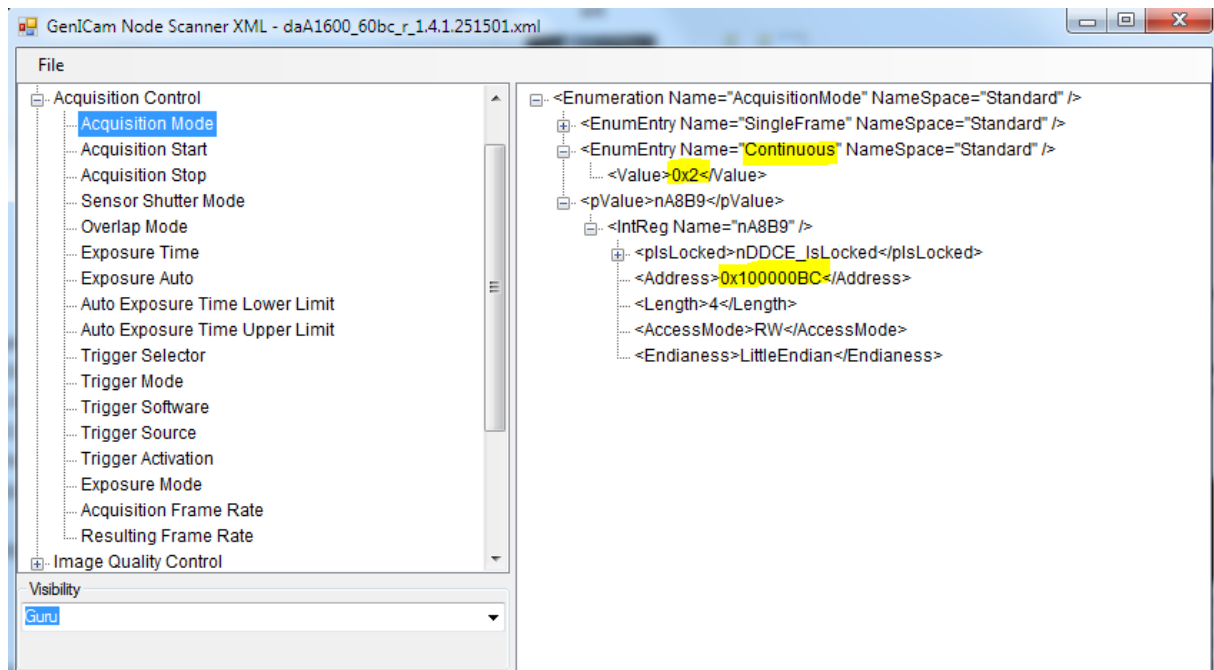 GenICam Node Scanner XML - daA1600_60bc_r_1.4.1.251501.xml
File
Acquisition Control
Acquisition Mode
Acquisition Start
Acquisition Stop
Sensor Shutter Mode
Overlap Mode
Exposure Time
Exposure Auto
Auto Exposure Time Lower Limit
Auto Exposure Time Upper Limit
Trigger Selector
Trigger Mode
Trigger Software
Trigger Source
Trigger Activation
Exposure Mode
Acquisition Frame Rate
Resulting Frame Rate
Image Quality Control
Visibility
Guru
<Enumeration Name="AcquisitionMode" NameSpace="Standard" />
<EnumEntry Name="SingleFrame" NameSpace="Standard" />
<EnumEntry Name="Continuous" NameSpace="Standard" />
<Value>0x2</Value>
<pValue>nA8B9</pValue>
<IntReg Name="nA8B9" />
<pIsLocked>nDDCE_IsLocked</pIsLocked>
<Address>0x100000BC</Address>
<Length>4</Length>
<AccessMode>RW</AccessMode>
<Endianess>LittleEndian</Endianess>